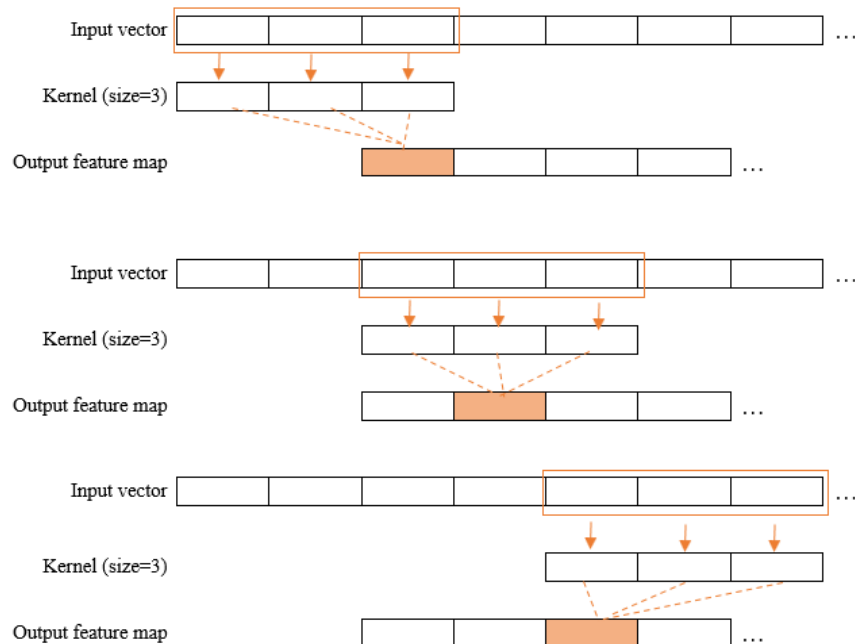 Input vector
...
Kernel (size=3)
Output feature map
...
Input vector
...
Kernel (size=3)
Output feature map
...
Input vector
...
Kernel (size=3)
Output feature map
...